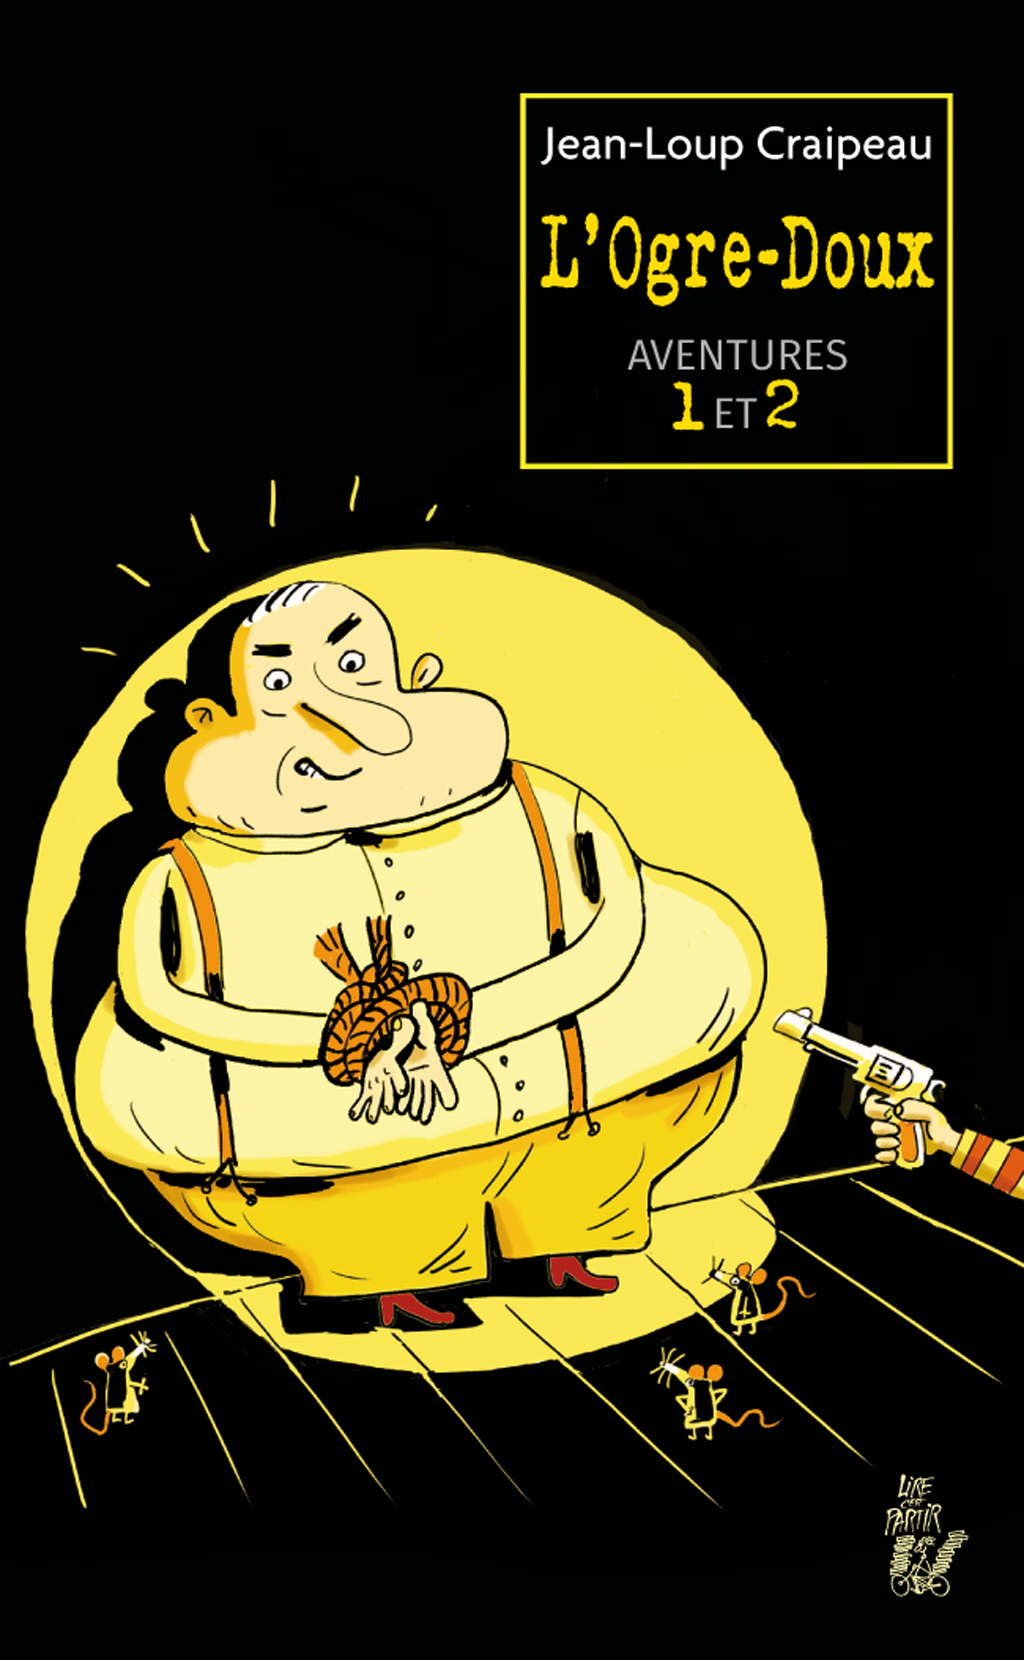 Jean-Loup Craipeau
L'Ogre-Doux
AVENTURES
1 ET 2
LIRE
C'EST
PARTIR